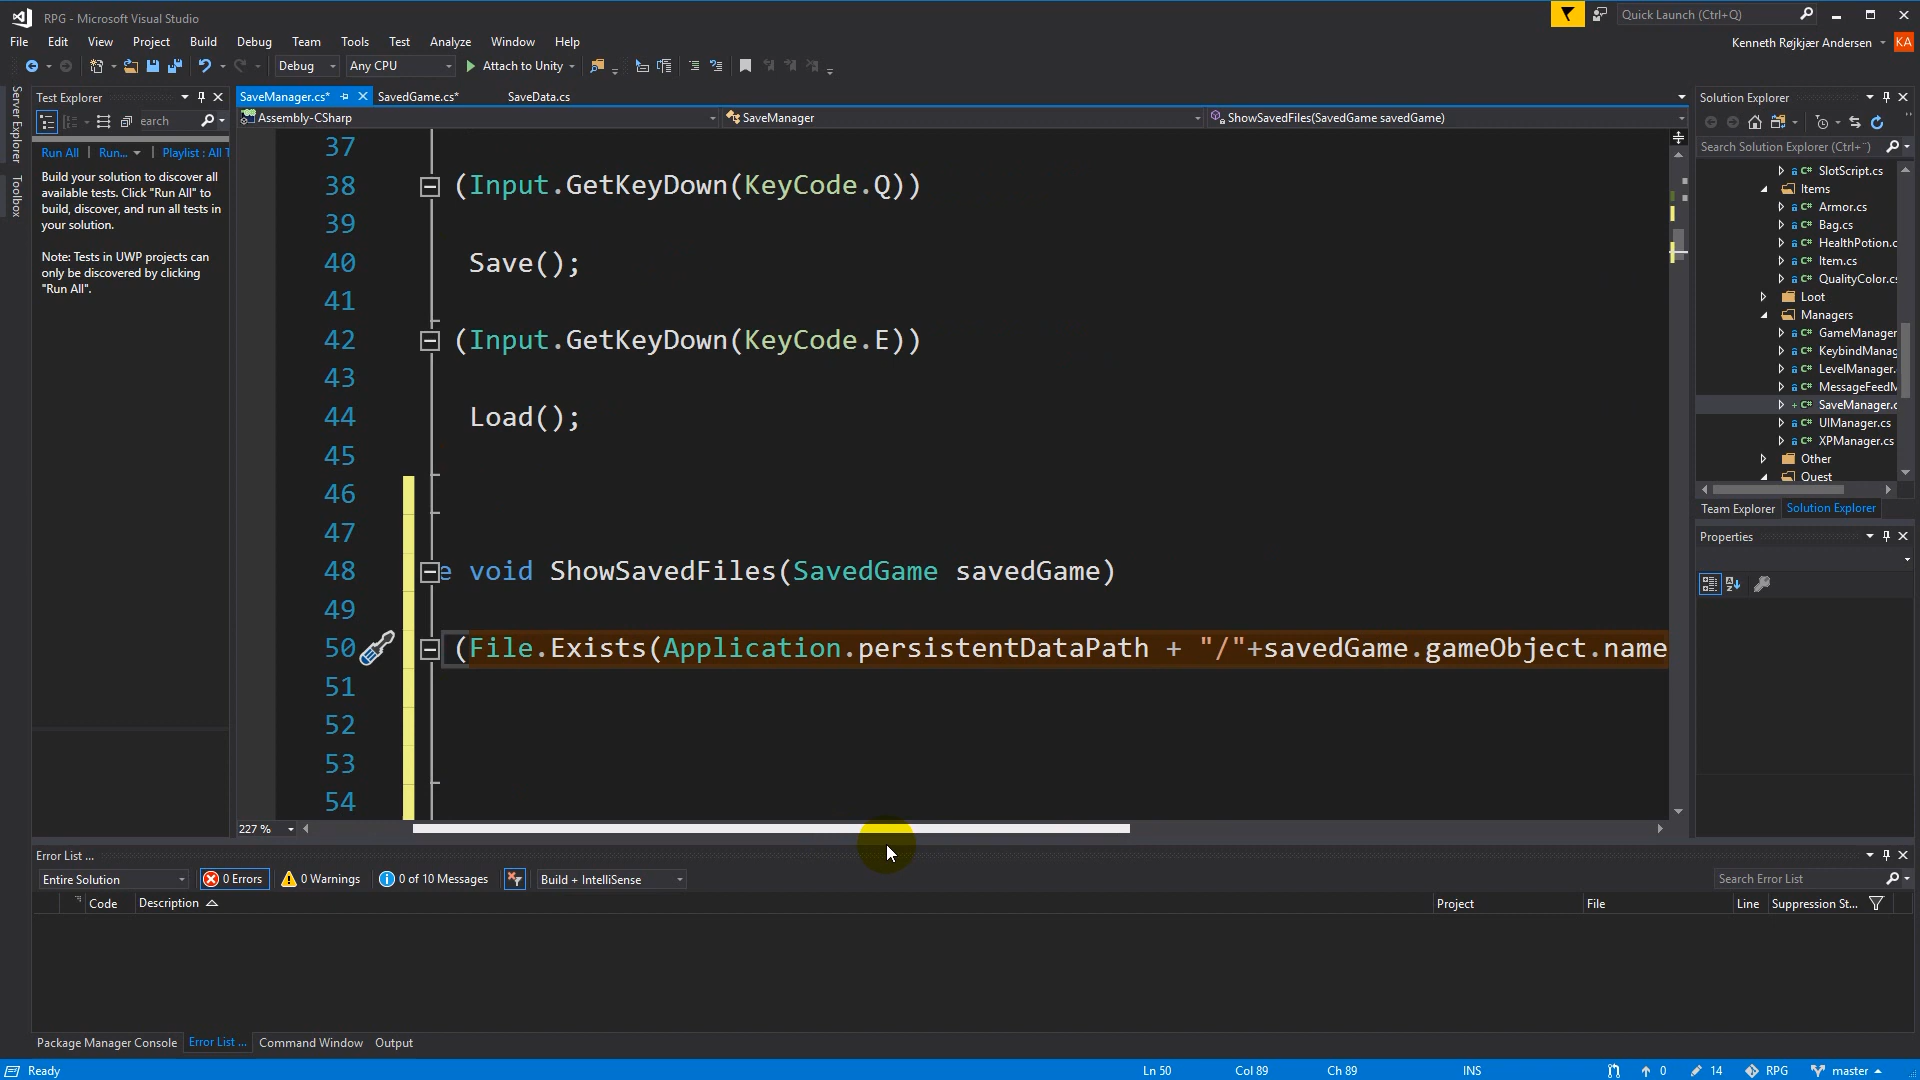 RPG - Microsoft Visual Studio
Quick Launch (Ctrl+Q)
File Edit View Project Build Debug Team Tools Test Analyze Window Help
Kenneth Røjkjær Andersen KA
Debug Any CPU Attach to Unity
Server Explorer
Toolbox
Test Explorer
earch
Run All Run... Playlist : All T
Build your solution to discover all
available tests. Click "Run All" to
build, discover, and run all tests in
your solution.
Note: Tests in UWP projects can
only be discovered by clicking
"Run All".
SaveManager.cs* SavedGame.cs* SaveData.cs
Assembly-CSharp SaveManager ShowSavedFiles(SavedGame savedGame)
37
38 (Input.GetKeyDown(KeyCode.Q))
39
40 Save();
41
42 (Input.GetKeyDown(KeyCode.E))
43
44 Load();
45
46
47
48 e void ShowSavedFiles(SavedGame savedGame)
49
50 (File.Exists(Application.persistentDataPath + "/"+savedGame.gameObject.name
51
52
53
54
227 %
Solution Explorer
Search Solution Explorer (Ctrl+¨)
C# SlotScript.cs
Items
C# Armor.cs
C# Bag.cs
C# HealthPotion.c
C# Item.cs
C# QualityColor.cs
Loot
Managers
C# GameManager
C# KeybindManag
C# LevelManager.
C# MessageFeedM
+ C# SaveManager.c
C# UIManager.cs
C# XPManager.cs
Other
Quest
Team Explorer Solution Explorer
Properties
Error List ...
Entire Solution 0 Errors 0 Warnings 0 of 10 Messages Build + IntelliSense
Search Error List
Code Description Project File Line Suppression St...
Package Manager Console Error List ... Command Window Output
Ready Ln 50 Col 89 Ch 89 INS 0 14 RPG master